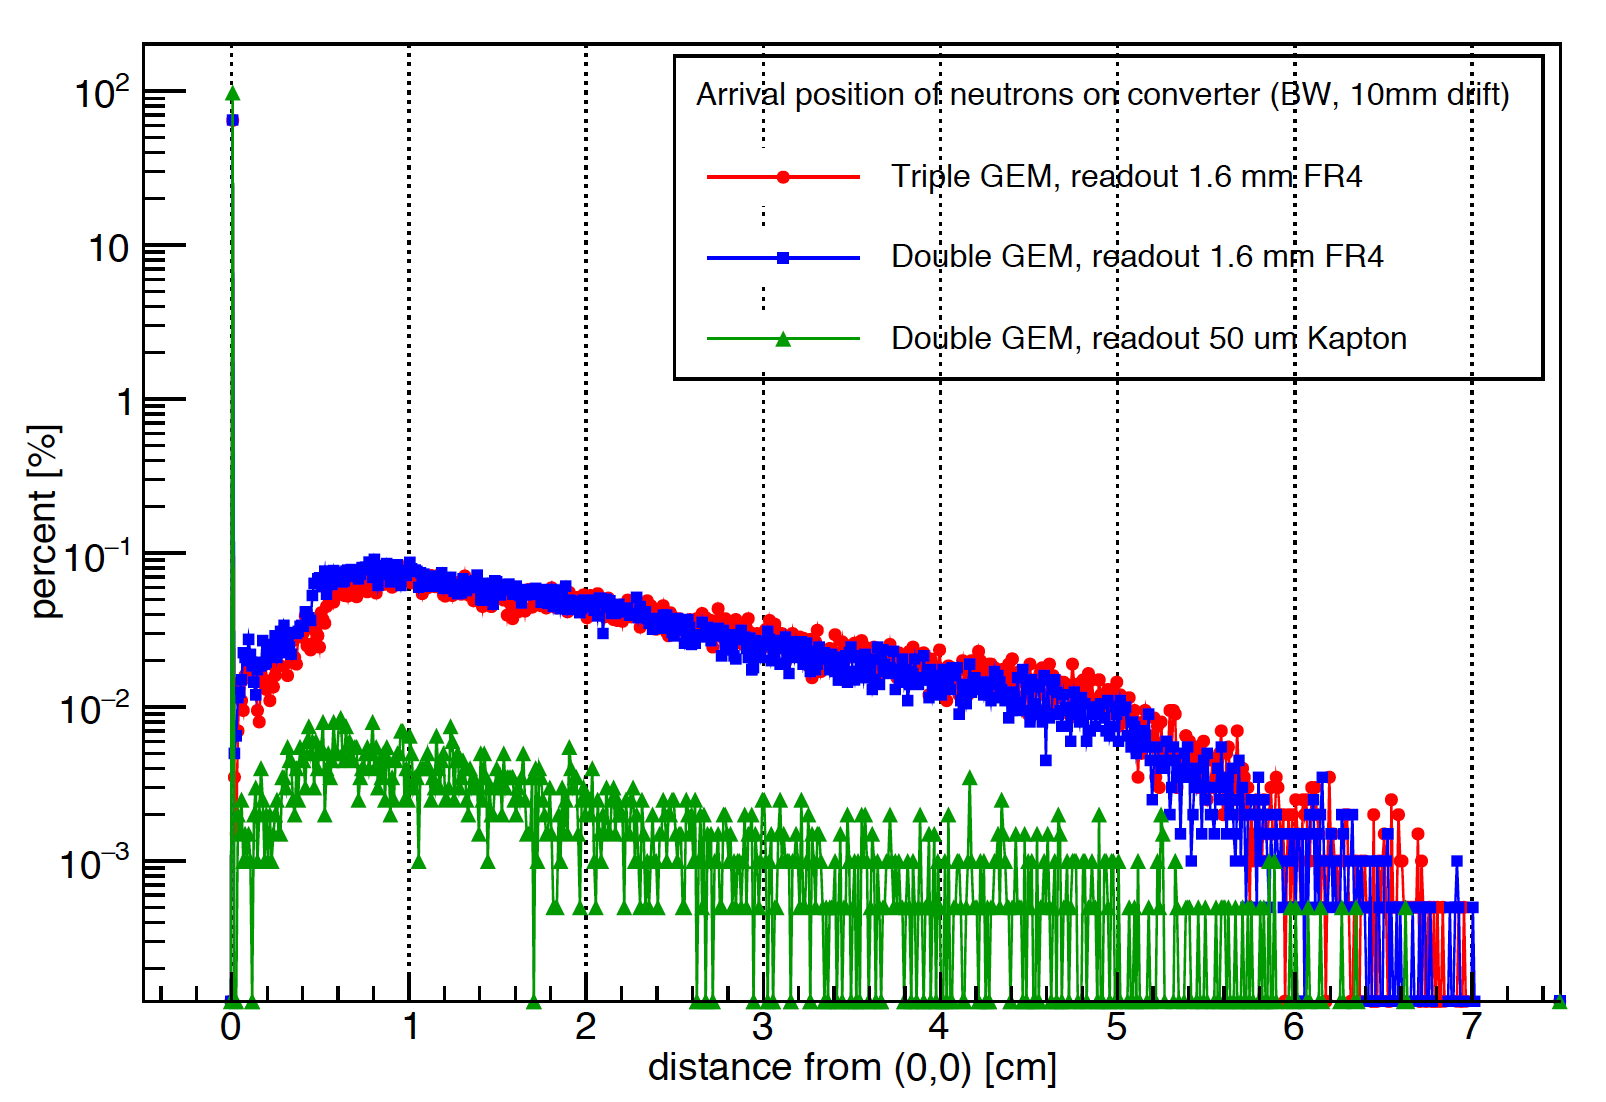 Arrival position of neutrons on converter (BW, 10mm drift)
Triple GEM, readout 1.6 mm FR4
Double GEM, readout 1.6 mm FR4
Double GEM, readout 50 um Kapton
percent [%]
10²
10
1
10⁻¹
10⁻²
10⁻³
0 1 2 3 4 5 6 7
distance from (0,0) [cm]